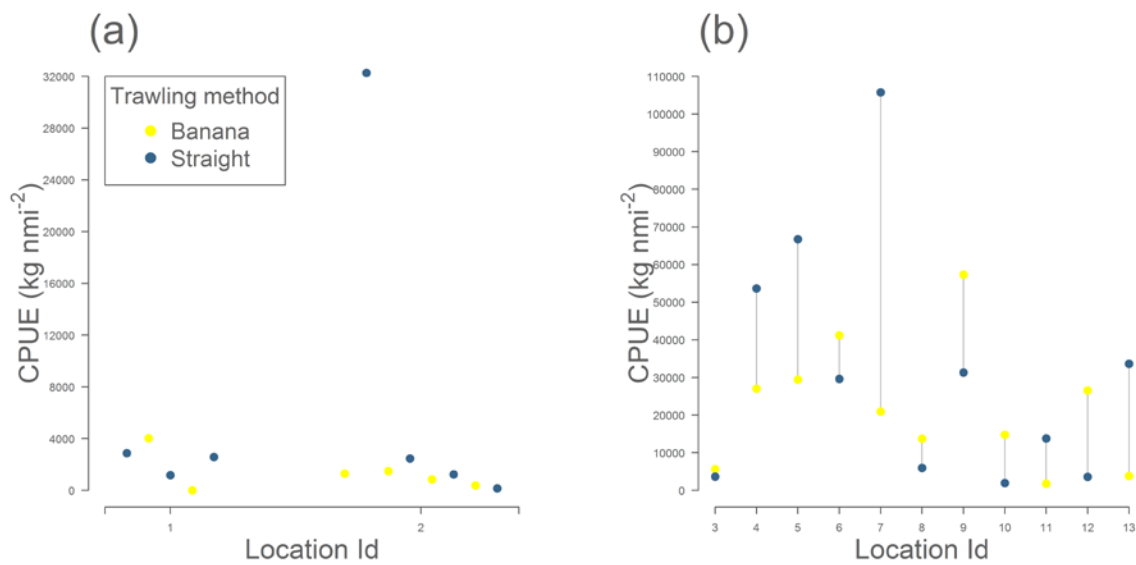 (a)
CPUE (kg nmi-2)
32000
28000
24000
20000
16000
12000
8000
4000
0
Trawling method
Banana
Straight
1 2
Location Id
(b)
CPUE (kg nmi-2)
110000
100000
90000
80000
70000
60000
50000
40000
30000
20000
10000
0
3 4 5 6 7 8 9 10 11 12 13
Location Id